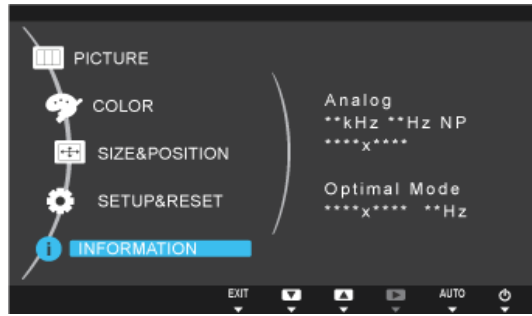 PICTURE
COLOR
SIZE&POSITION
SETUP&RESET
INFORMATION
Analog
**kHz **Hz NP
****x****
Optimal Mode
****x**** **Hz
EXIT
AUTO